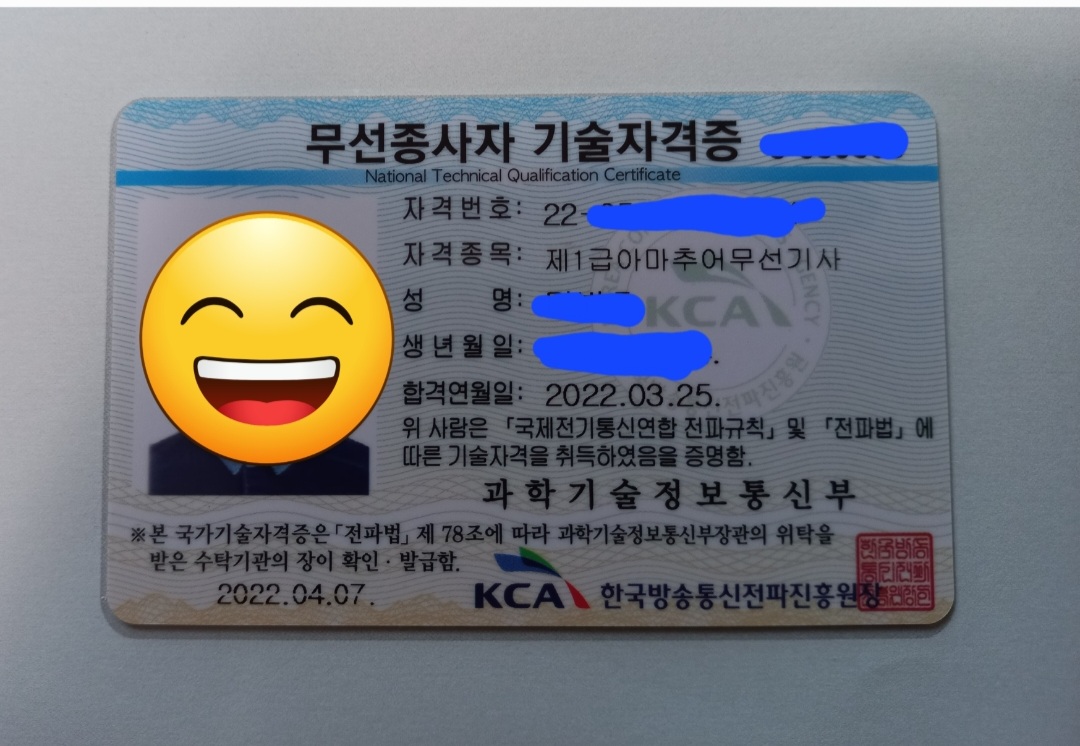 무선종사자 기술자격증
National Technical Qualification Certificate
자격번호: 22-
자격종목: 제1급아마추어무선기사
성 명:
생년월일:
합격연월일: 2022.03.25.
위 사람은 「국제전기통신연합 전파규칙」 및 「전파법」에
따른 기술자격을 취득하였음을 증명함.
과학기술정보통신부
※본 국가기술자격증은「전파법」제 78조에 따라 과학기술정보통신부장관의 위탁을
받은 수탁기관의 장이 확인·발급함.
2022.04.07.
KCA 한국방송통신전파진흥원장
KCA